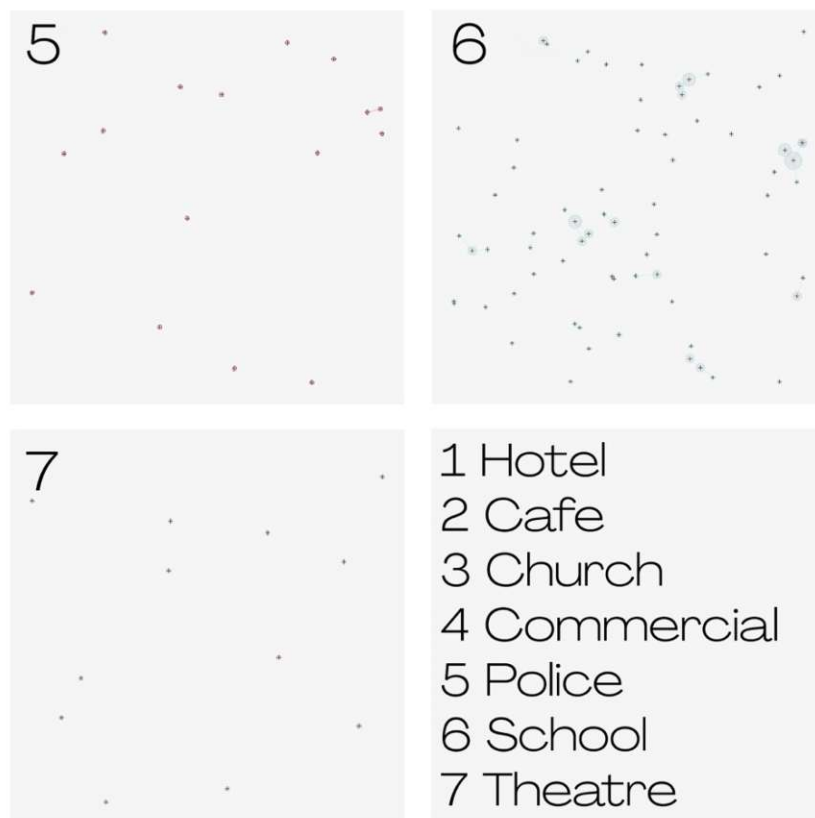 5
6
7
1 Hotel
2 Cafe
3 Church
4 Commercial
5 Police
6 School
7 Theatre